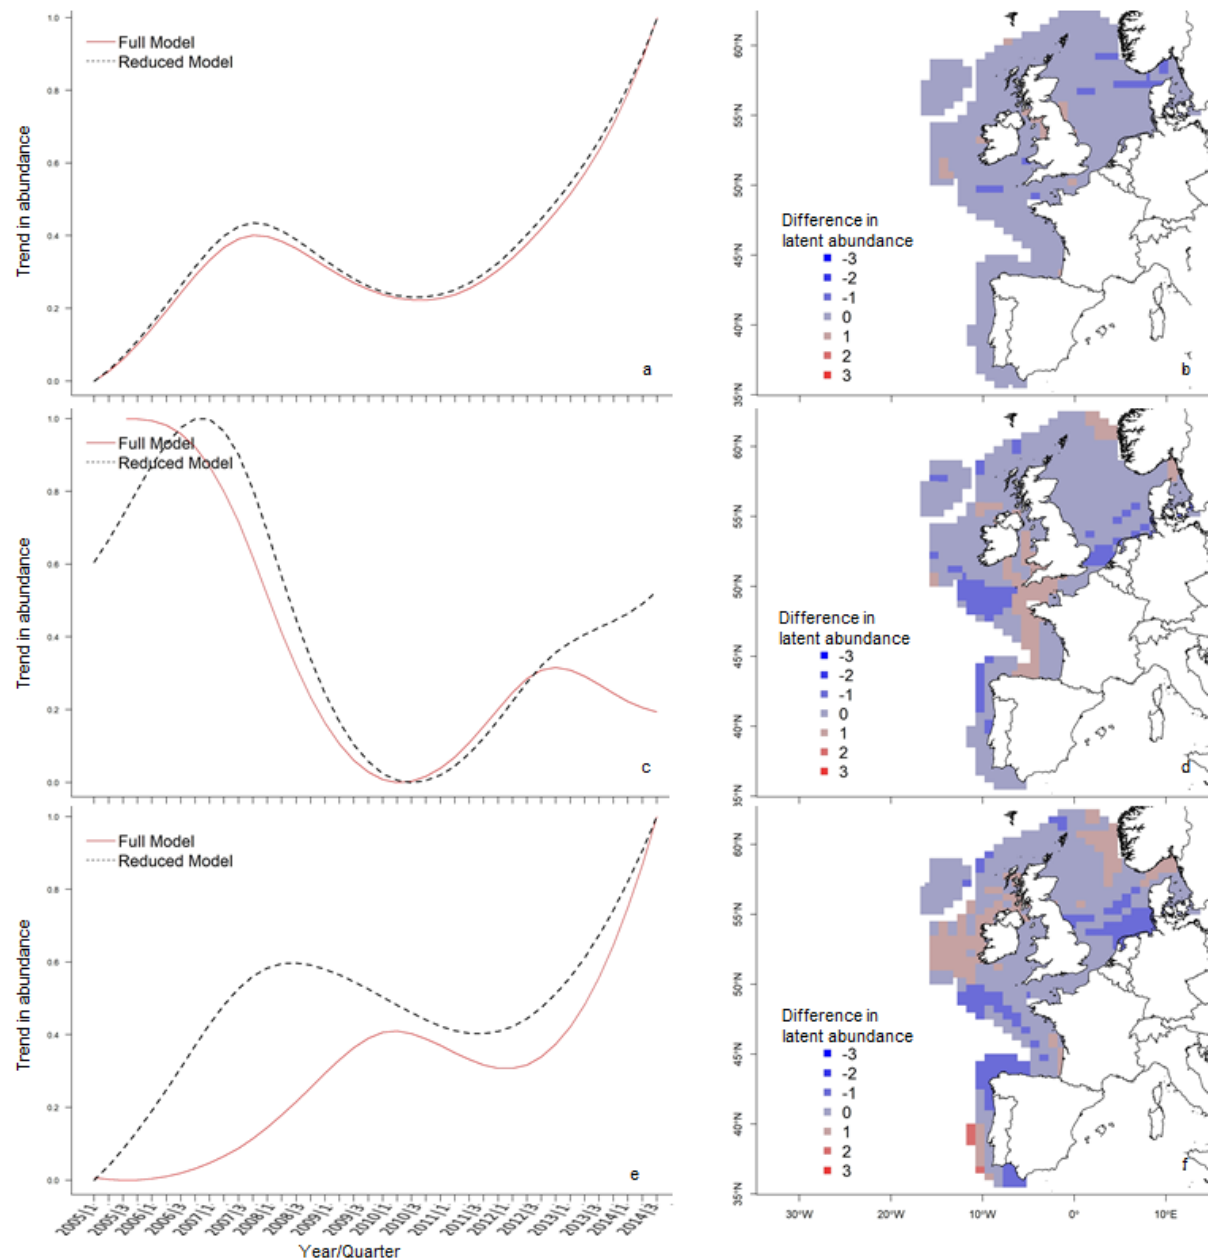 1.0
Full Model
Reduced Model
0.8
0.6
0.4
0.2
0.0
Trend in abundance
a
60°N
55°N
50°N
45°N
40°N
35°N
Difference in
latent abundance
-3
-2
-1
0
1
2
3
b
1.0
Full Model
Reduced Model
0.8
0.6
0.4
0.2
0.0
Trend in abundance
c
60°N
55°N
50°N
45°N
40°N
35°N
Difference in
latent abundance
-3
-2
-1
0
1
2
3
d
1.0
Full Model
Reduced Model
0.8
0.6
0.4
0.2
0.0
Trend in abundance
e
2005|1
2005|3
2006|1
2006|3
2007|1
2007|3
2008|1
2008|3
2009|1
2009|3
2010|1
2010|3
2011|1
2011|3
2012|1
2012|3
2013|1
2013|3
2014|1
2014|3
Year/Quarter
60°N
55°N
50°N
45°N
40°N
35°N
Difference in
latent abundance
-3
-2
-1
0
1
2
3
f
30°W
20°W
10°W
0°
10°E